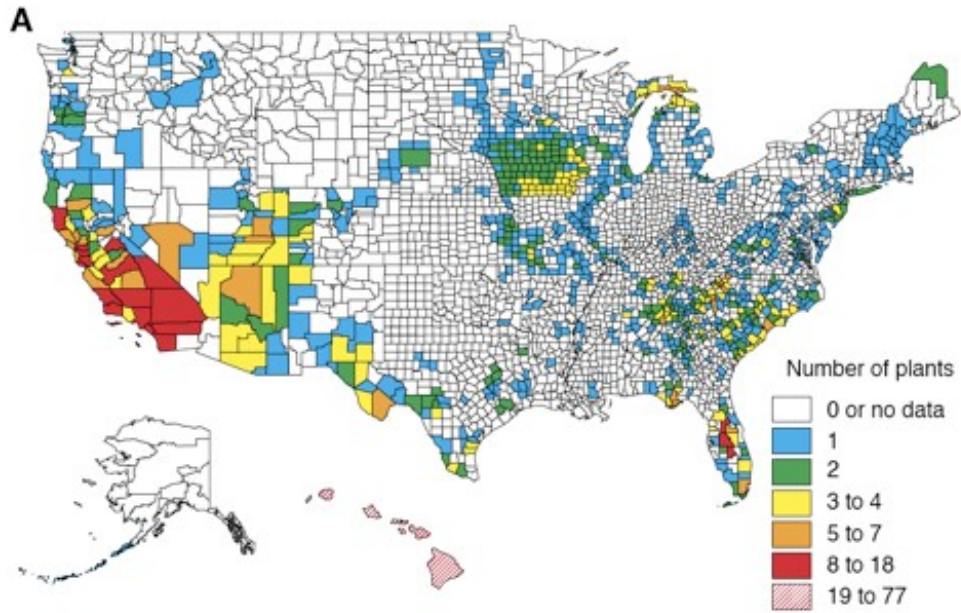 A
Number of plants
0 or no data
1
2
3 to 4
5 to 7
8 to 18
19 to 77